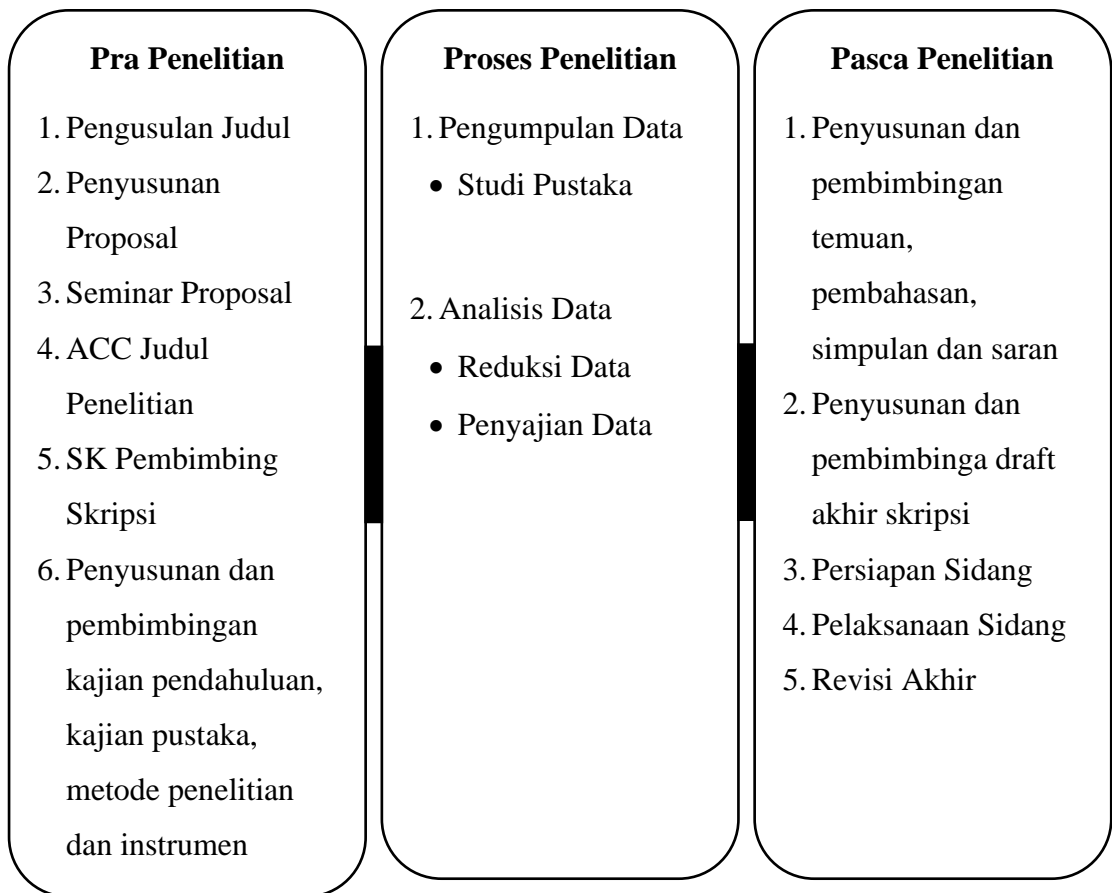 Pra Penelitian
1. Pengusulan Judul
2. Penyusunan
Proposal
3. Seminar Proposal
4. ACC Judul
Penelitian
5. SK Pembimbing
Skripsi
6. Penyusunan dan
pembimbingan
kajian pendahuluan,
kajian pustaka,
metode penelitian
dan instrumen
Proses Penelitian
1. Pengumpulan Data
• Studi Pustaka
2. Analisis Data
• Reduksi Data
• Penyajian Data
Pasca Penelitian
1. Penyusunan dan
pembimbingan
temuan,
pembahasan,
simpulan dan saran
2. Penyusunan dan
pembimbinga draft
akhir skripsi
3. Persiapan Sidang
4. Pelaksanaan Sidang
5. Revisi Akhir